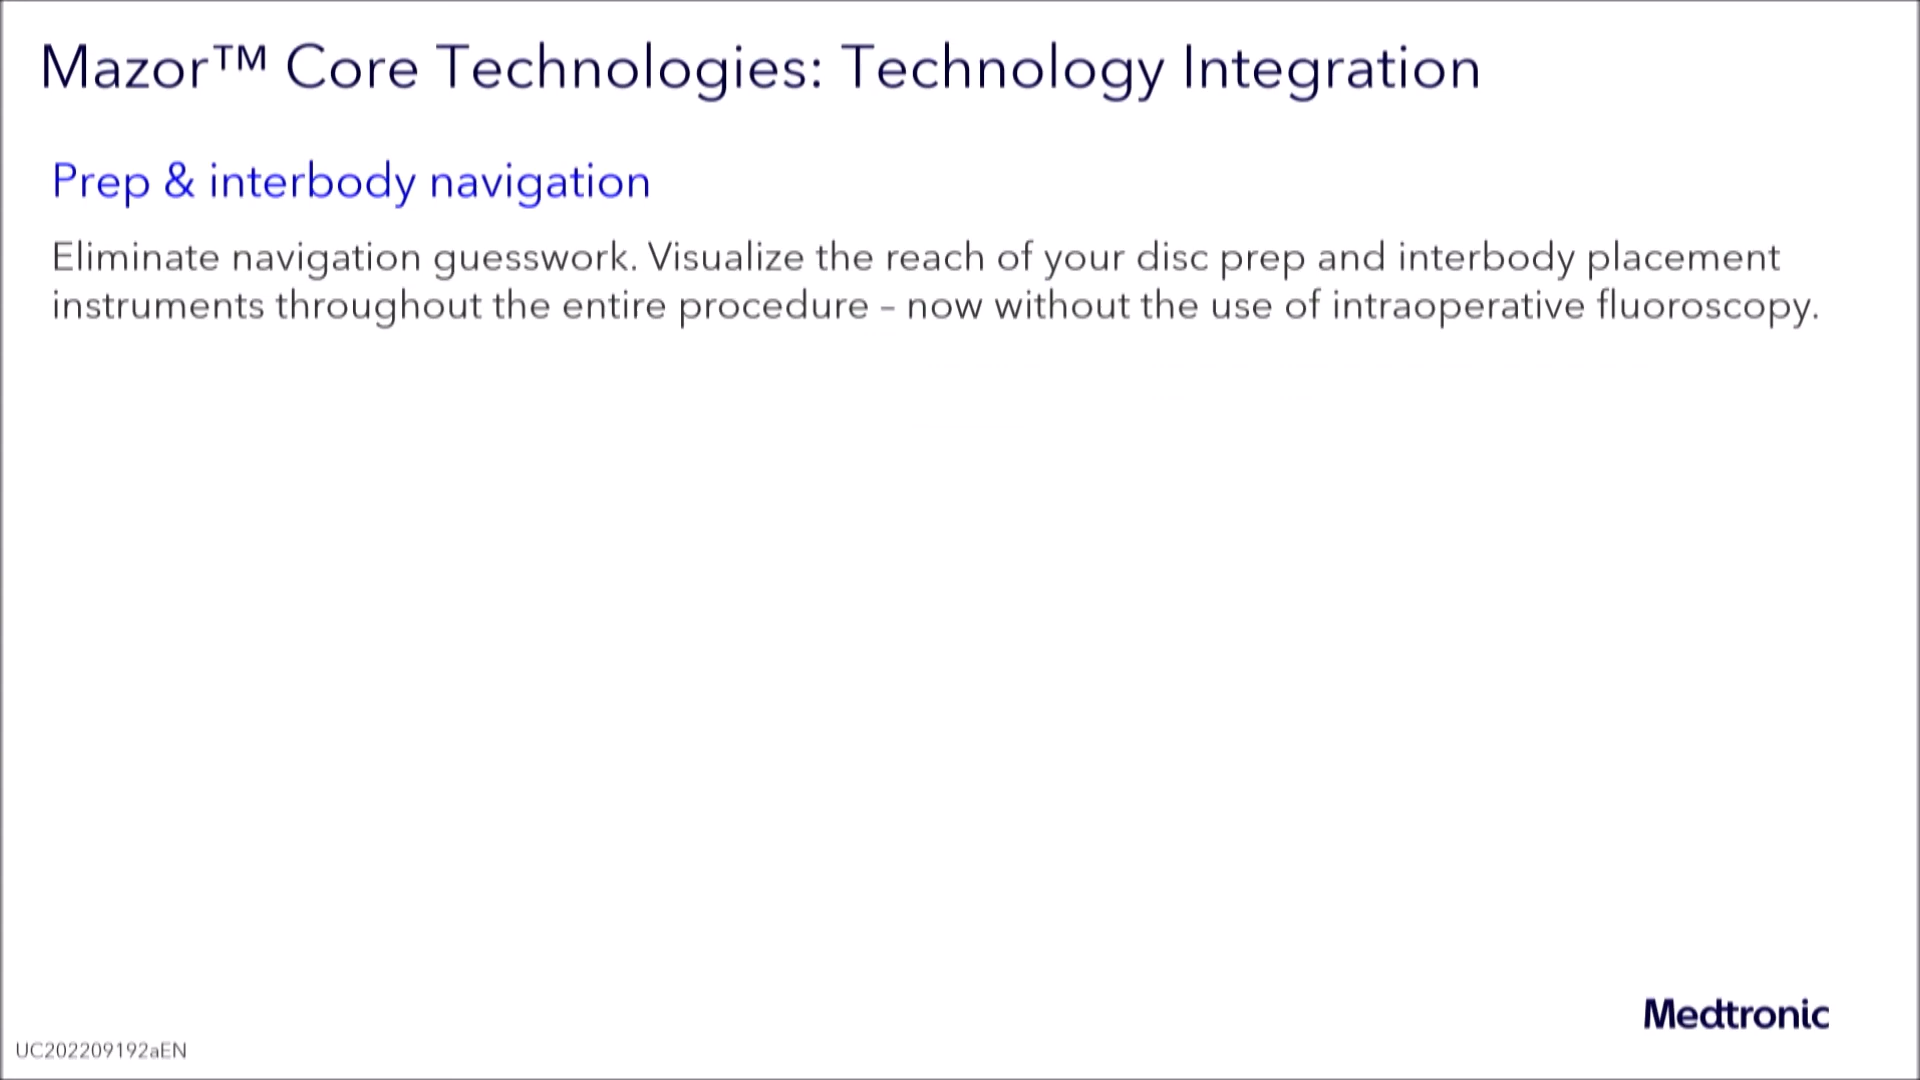 Mazor™ Core Technologies: Technology Integration
Prep & interbody navigation
Eliminate navigation guesswork. Visualize the reach of your disc prep and interbody placement
instruments throughout the entire procedure – now without the use of intraoperative fluoroscopy.
Medtronic
UC202209192aEN